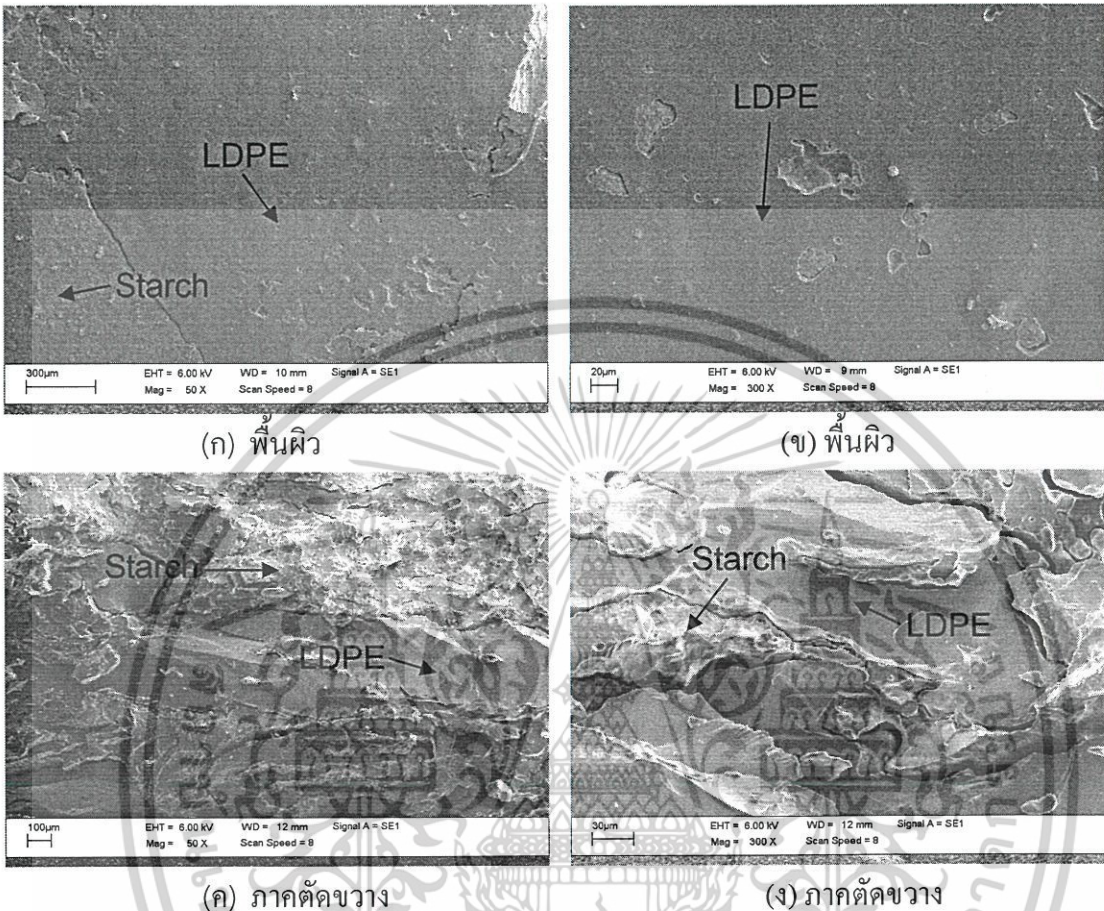 LDPE
Starch
300µm
EHT = 6.00 kV WD = 10 mm Signal A = SE1
Mag = 50 X Scan Speed = 8
(ก) พื้นผิว
LDPE
20µm
EHT = 6.00 kV WD = 9 mm Signal A = SE1
Mag = 300 X Scan Speed = 8
(ข) พื้นผิว
Starch
LDPE
100µm
EHT = 6.00 kV WD = 12 mm Signal A = SE1
Mag = 50 X Scan Speed = 8
(ค) ภาคตัดขวาง
Starch
LDPE
30µm
EHT = 6.00 kV WD = 12 mm Signal A = SE1
Mag = 300 X Scan Speed = 8
(ง) ภาคตัดขวาง